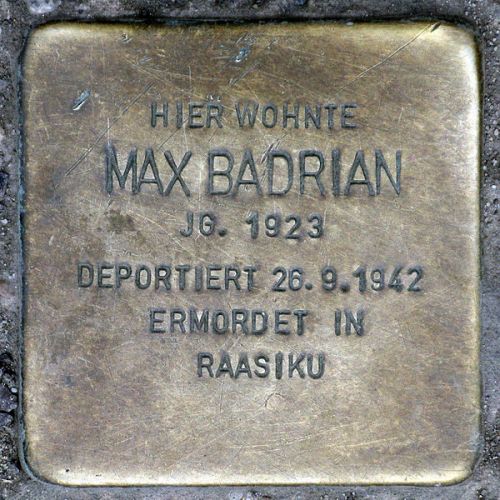 HIER WOHNTE
MAX BADRIAN
JG. 1923
DEPORTIERT 26.9.1942
ERMORDET IN
RAASIKU